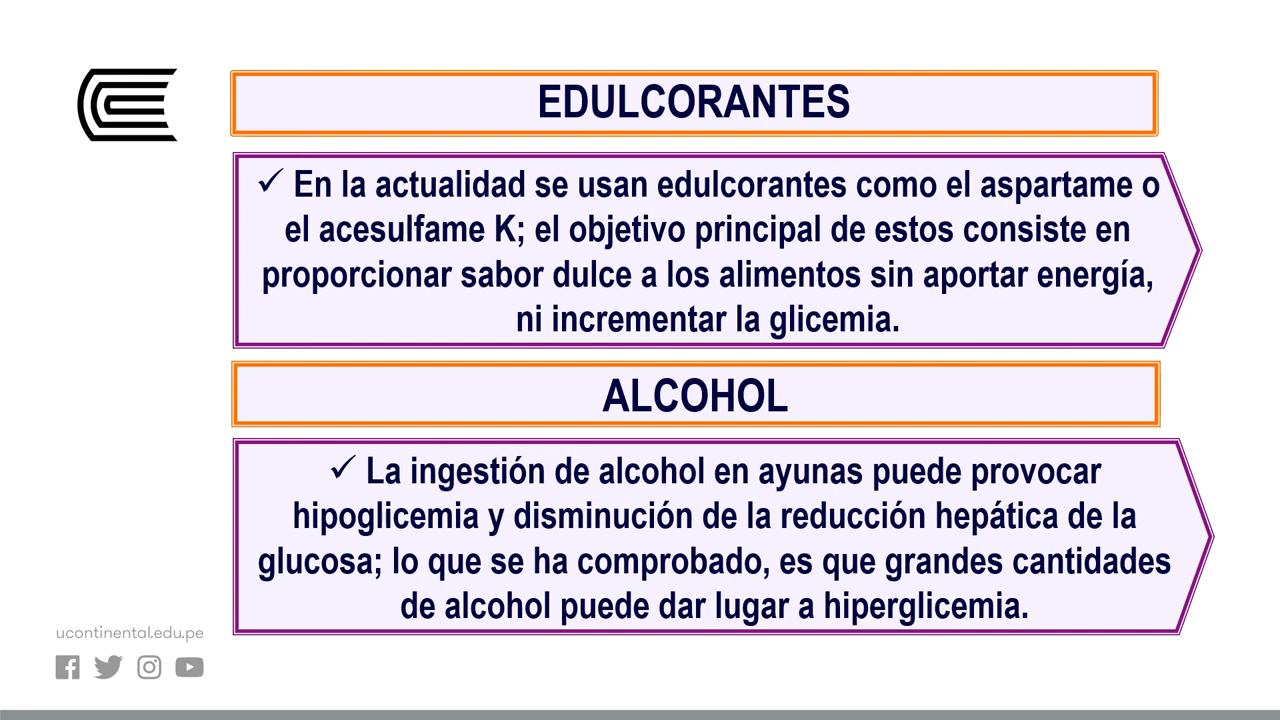 EDULCORANTES
✓ En la actualidad se usan edulcorantes como el aspartame o
el acesulfame K; el objetivo principal de estos consiste en
proporcionar sabor dulce a los alimentos sin aportar energía,
ni incrementar la glicemia.
ALCOHOL
✓ La ingestión de alcohol en ayunas puede provocar
hipoglicemia y disminución de la reducción hepática de la
glucosa; lo que se ha comprobado, es que grandes cantidades
de alcohol puede dar lugar a hiperglicemia.
ucontinental.edu.pe